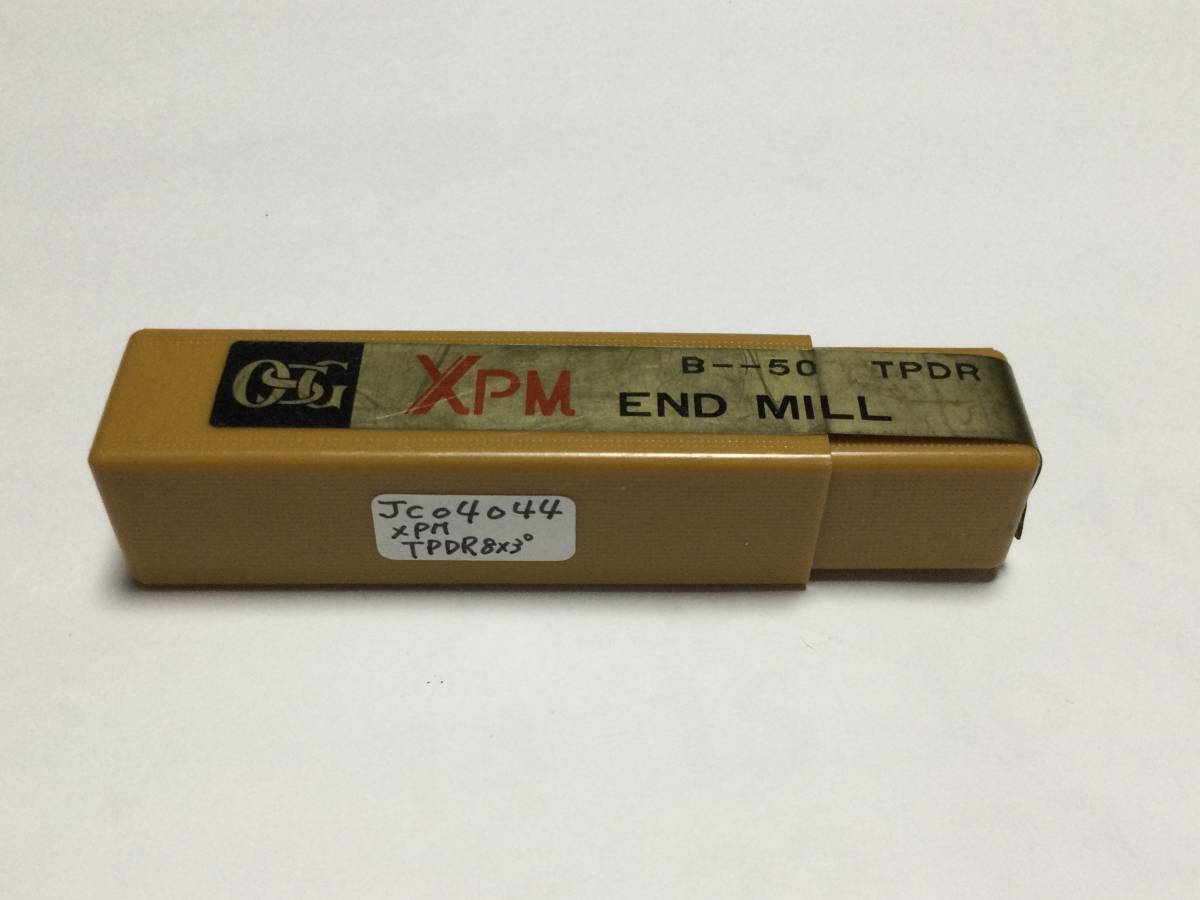 OSG XPM B--50 TPDR
END MILL
JC04044
XPM
TPDR8x3°